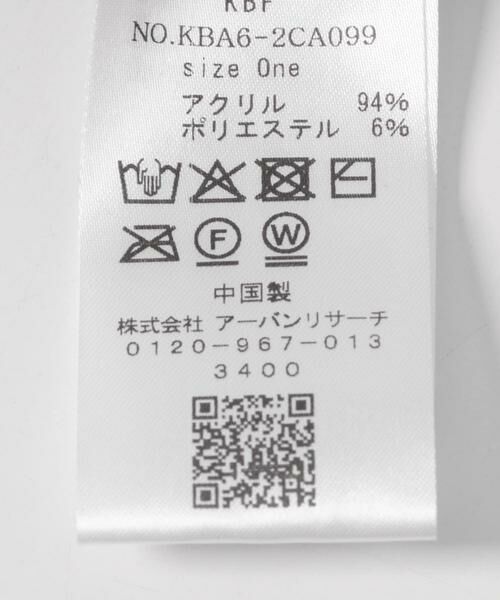 KBF
NO.KBA6-2CA099
size One
アクリル 94%
ポリエステル 6%
F W
中国製
株式会社 アーバンリサーチ
0120-967-013
3400